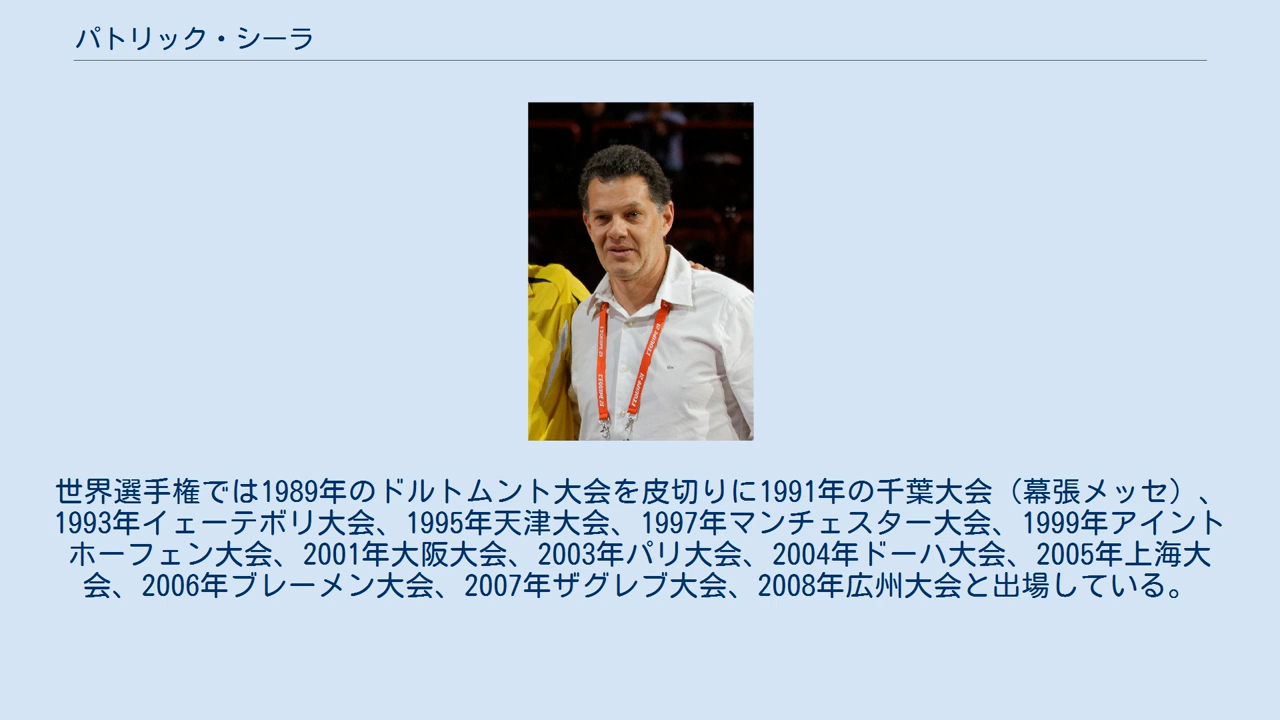 パトリック・シーラ
世界選手権では1989年のドルトムント大会を皮切りに1991年の千葉大会（幕張メッセ）、
1993年イェーテボリ大会、1995年天津大会、1997年マンチェスター大会、1999年アイント
ホーフェン大会、2001年大阪大会、2003年パリ大会、2004年ドーハ大会、2005年上海大
会、2006年ブレーメン大会、2007年ザグレブ大会、2008年広州大会と出場している。
L'EQUIPE 21